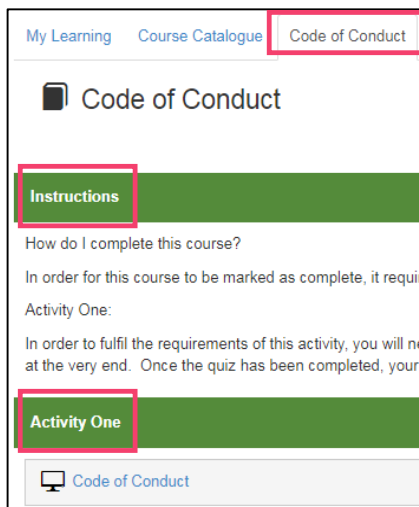 My Learning Course Catalogue Code of Conduct
Code of Conduct
Instructions
How do I complete this course?
In order for this course to be marked as complete, it
Activity One:
In order to fulfil the requirements of this activity, you will
at the very end. Once the quiz has been completed, your
Activity One
Code of Conduct